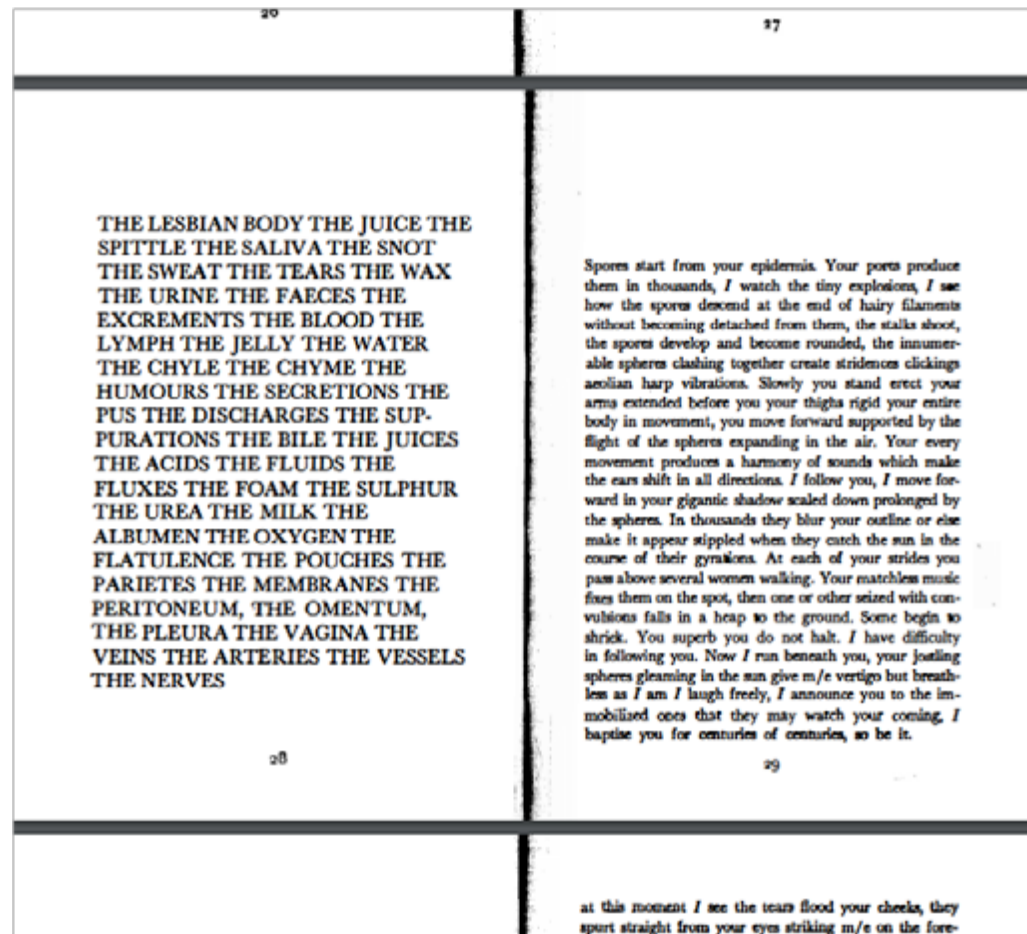 26
27
THE LESBIAN BODY THE JUICE THE
SPITTLE THE SALIVA THE SNOT
THE SWEAT THE TEARS THE WAX
THE URINE THE FAECES THE
EXCREMENTS THE BLOOD THE
LYMPH THE JELLY THE WATER
THE CHYLE THE CHYME THE
HUMOURS THE SECRETIONS THE
PUS THE DISCHARGES THE SUP-
PURATIONS THE BILE THE JUICES
THE ACIDS THE FLUIDS THE
FLUXES THE FOAM THE SULPHUR
THE UREA THE MILK THE
ALBUMEN THE OXYGEN THE
FLATULENCE THE POUCHES THE
PARIETES THE MEMBRANES THE
PERITONEUM, THE OMENTUM,
THE PLEURA THE VAGINA THE
VEINS THE ARTERIES THE VESSELS
THE NERVES
28
Spores start from your epidermis. Your pores produce
them in thousands, I watch the tiny explosions, I see
how the spores descend at the end of hairy filaments
without becoming detached from them, the stalks shoot,
the spores develop and become rounded, the innumer-
able spheres clashing together create stridences clickings
aeolian harp vibrations. Slowly you stand erect your
arms extended before you your thighs rigid your entire
body in movement, you move forward supported by the
flight of the spheres expanding in the air. Your every
movement produces a harmony of sounds which make
the ears shift in all directions. I follow you, I move for-
ward in your gigantic shadow scaled down prolonged by
the spheres. In thousands they blur your outline or else
make it appear stippled when they catch the sun in the
course of their gyrations. At each of your strides you
pass above several women walking. Your matchless music
fixes them on the spot, then one or other seized with con-
vulsions falls in a heap to the ground. Some begin to
shriek. You superb you do not halt. I have difficulty
in following you. Now I run beneath you, your jostling
spheres gleaming in the sun give m/e vertigo but breath-
less as I am I laugh freely, I announce you to the im-
mobilized ones that they may watch your coming, I
baptise you for centuries of centuries, so be it.
29
at this moment I see the tears flood your cheeks, they
spurt straight from your eyes striking m/e on the fore-